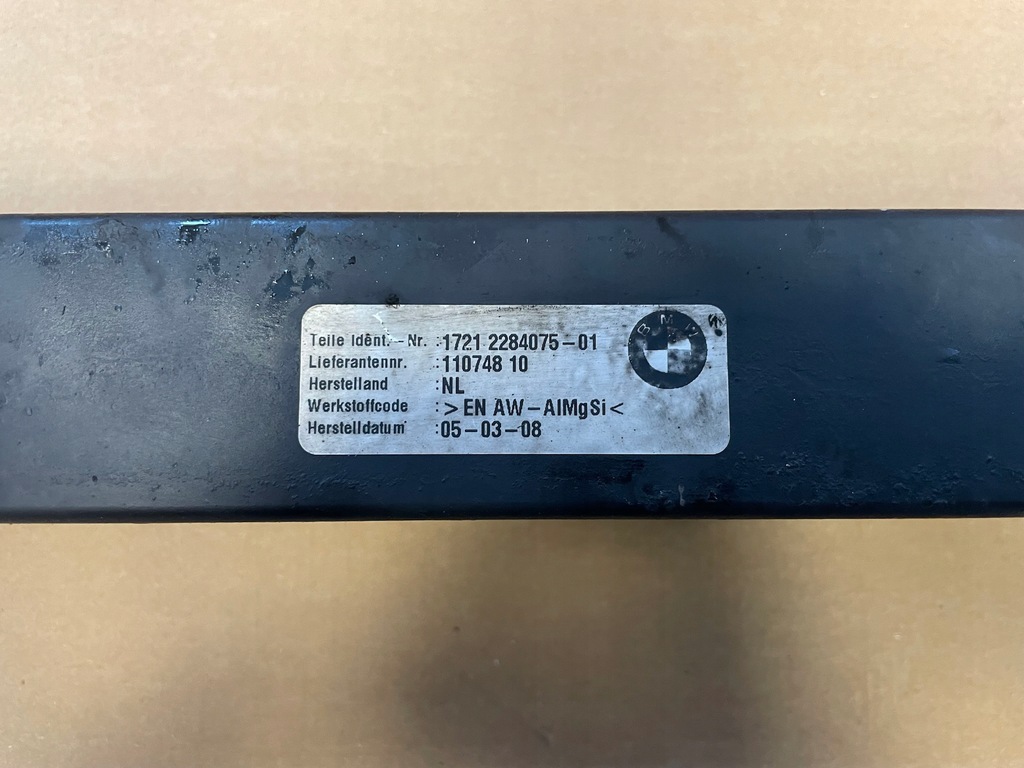 Teile Ident.-Nr. :1721 2284075-01
Lieferantennr. :110748 10
Herstelland :NL
Werkstoffcode :>EN AW-AlMgSi<
Herstelldatum :05-03-08
BMW